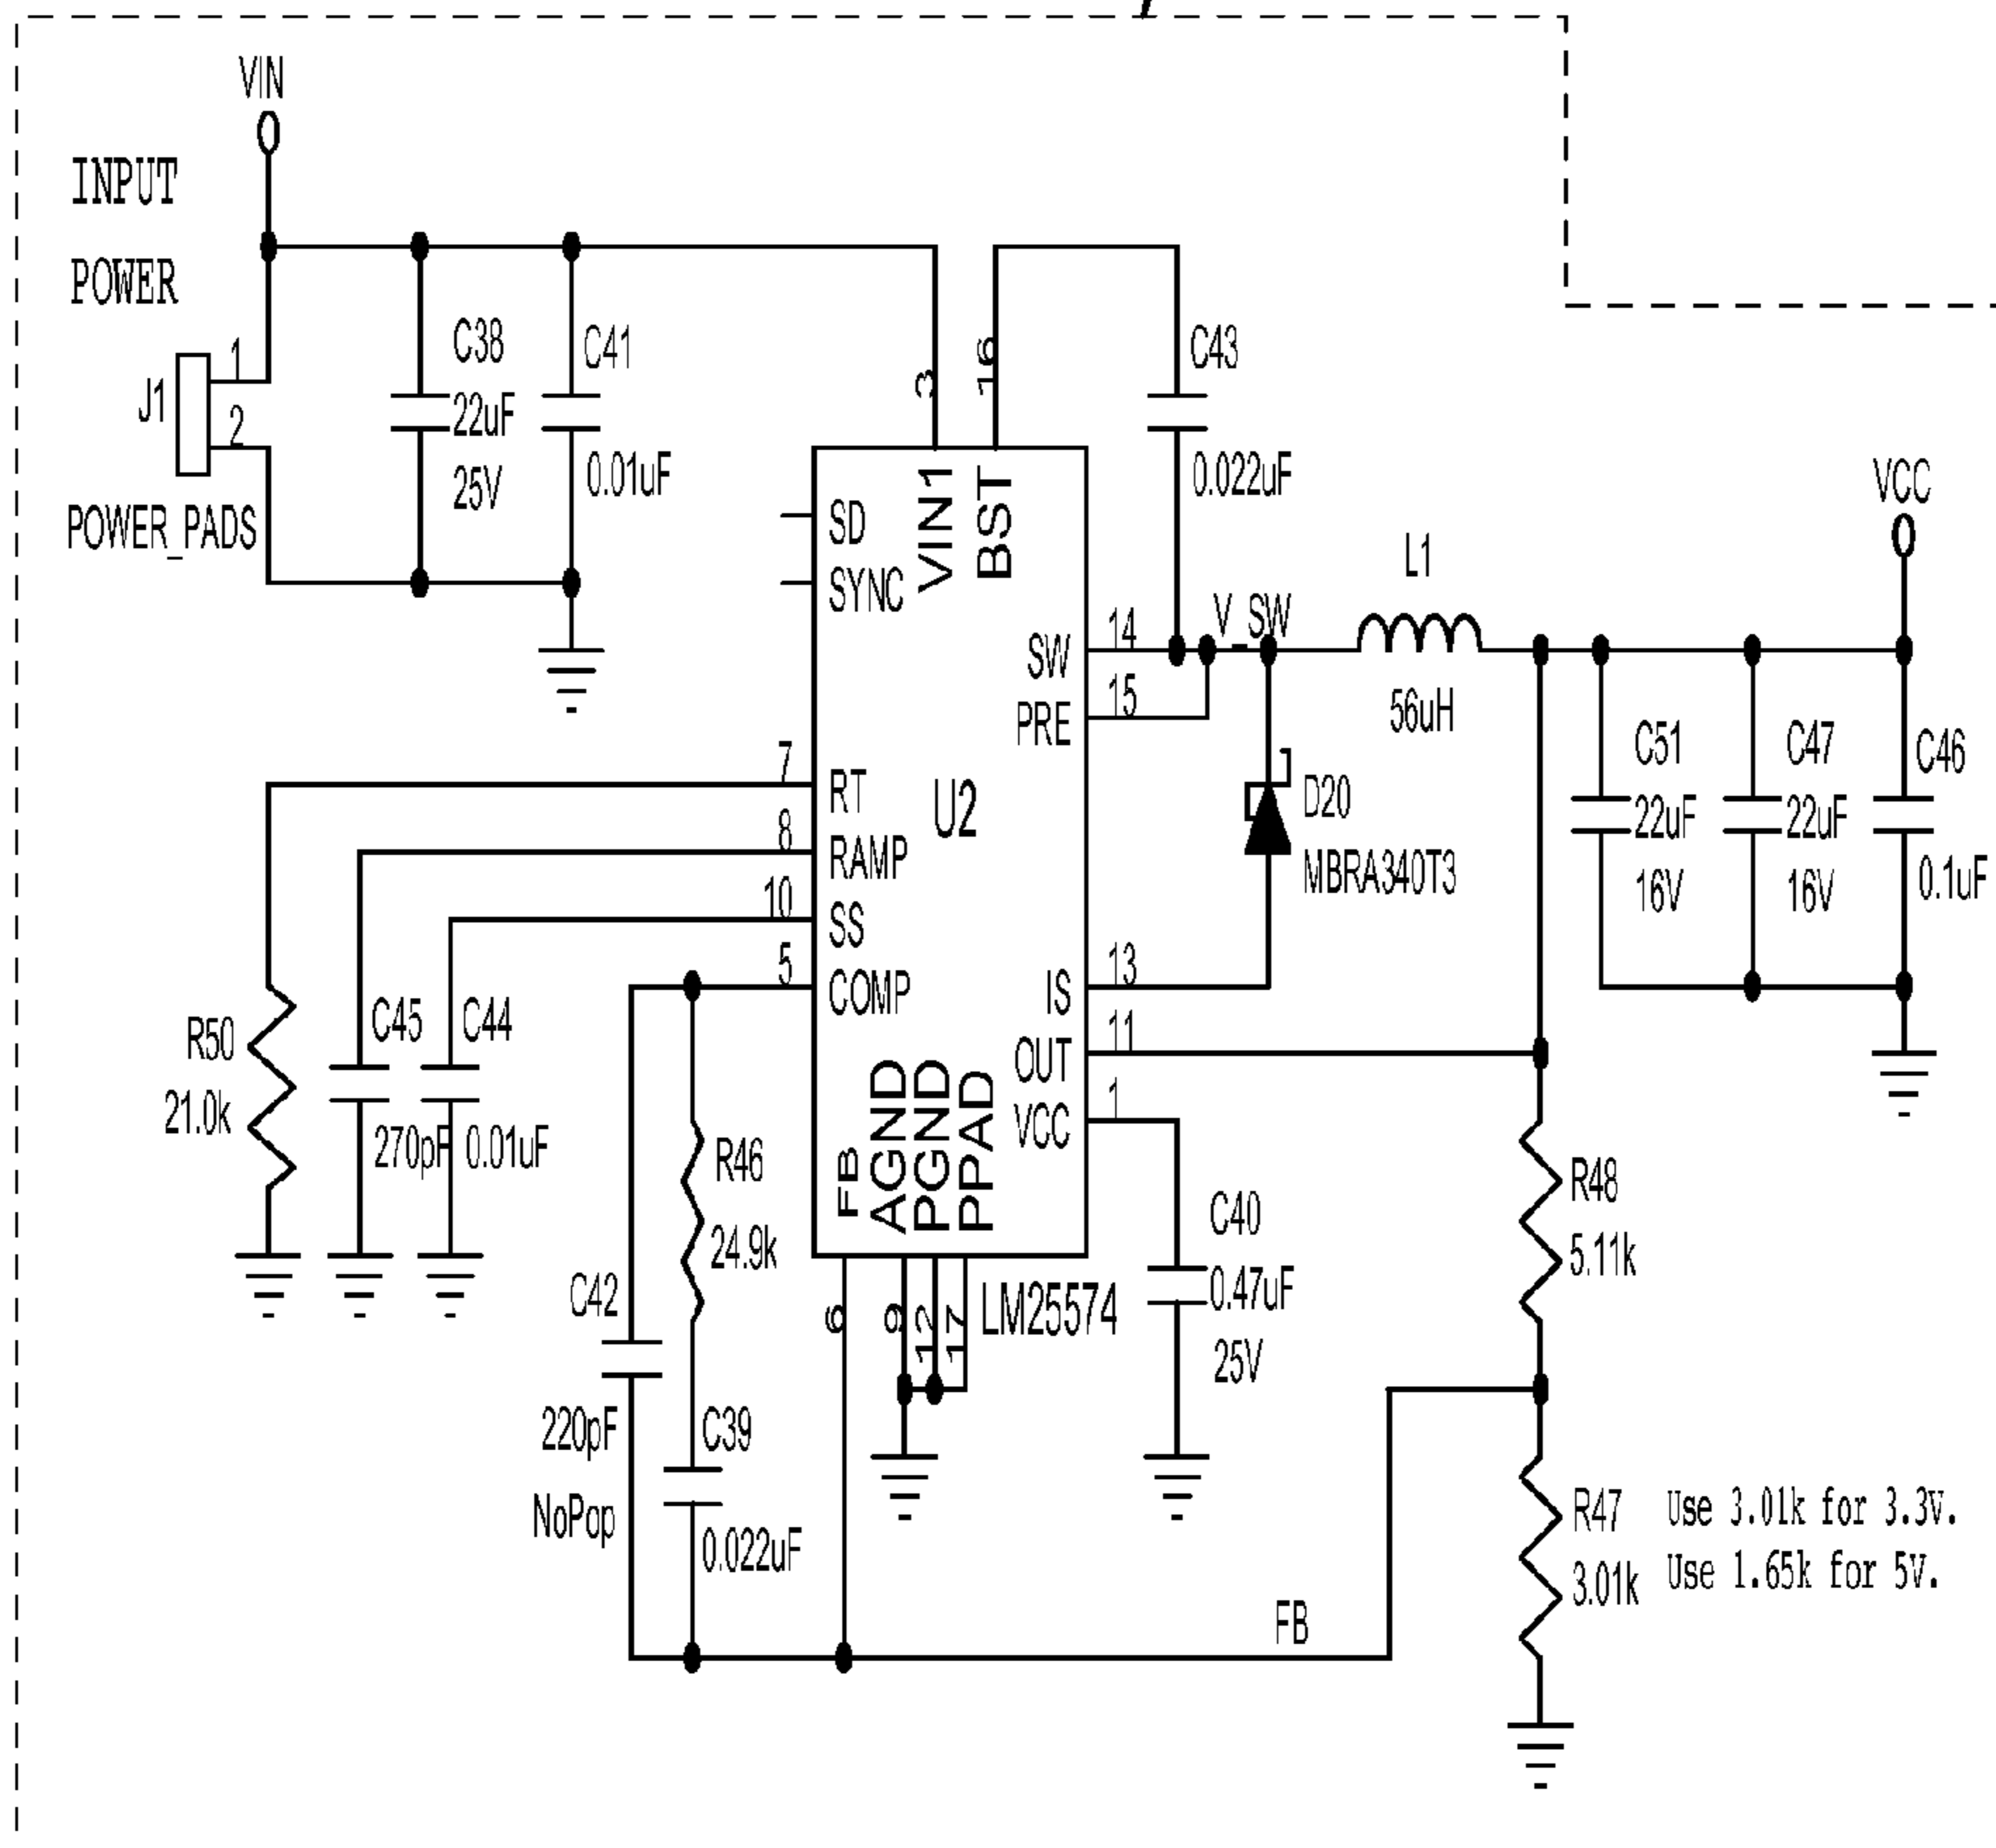 VIN
INPUT
POWER
1
J1
2
POWER_PADS
C38
22uF
25V
C41
0.01uF
3
16
C43
0.022uF
SD
SYNC
VIN1
BST
SW
14
V_SW
PRE
15
L1
56uH
VCC
C51
22uF
16V
C47
22uF
16V
C46
0.1uF
D20
MBRA340T3
7
RT
8
RAMP
10
SS
5
COMP
U2
IS
13
OUT
11
VCC
1
R50
21.0k
C45
270pF
C44
0.01uF
R46
24.9k
FB
AGND
PGND
PPAD
C40
0.47uF
25V
R48
5.11k
C42
220pF
NoPop
C39
0.022uF
6
9
12
17
LM25574
R47
3.01k
Use 3.01k for 3.3V.
Use 1.65k for 5V.
FB